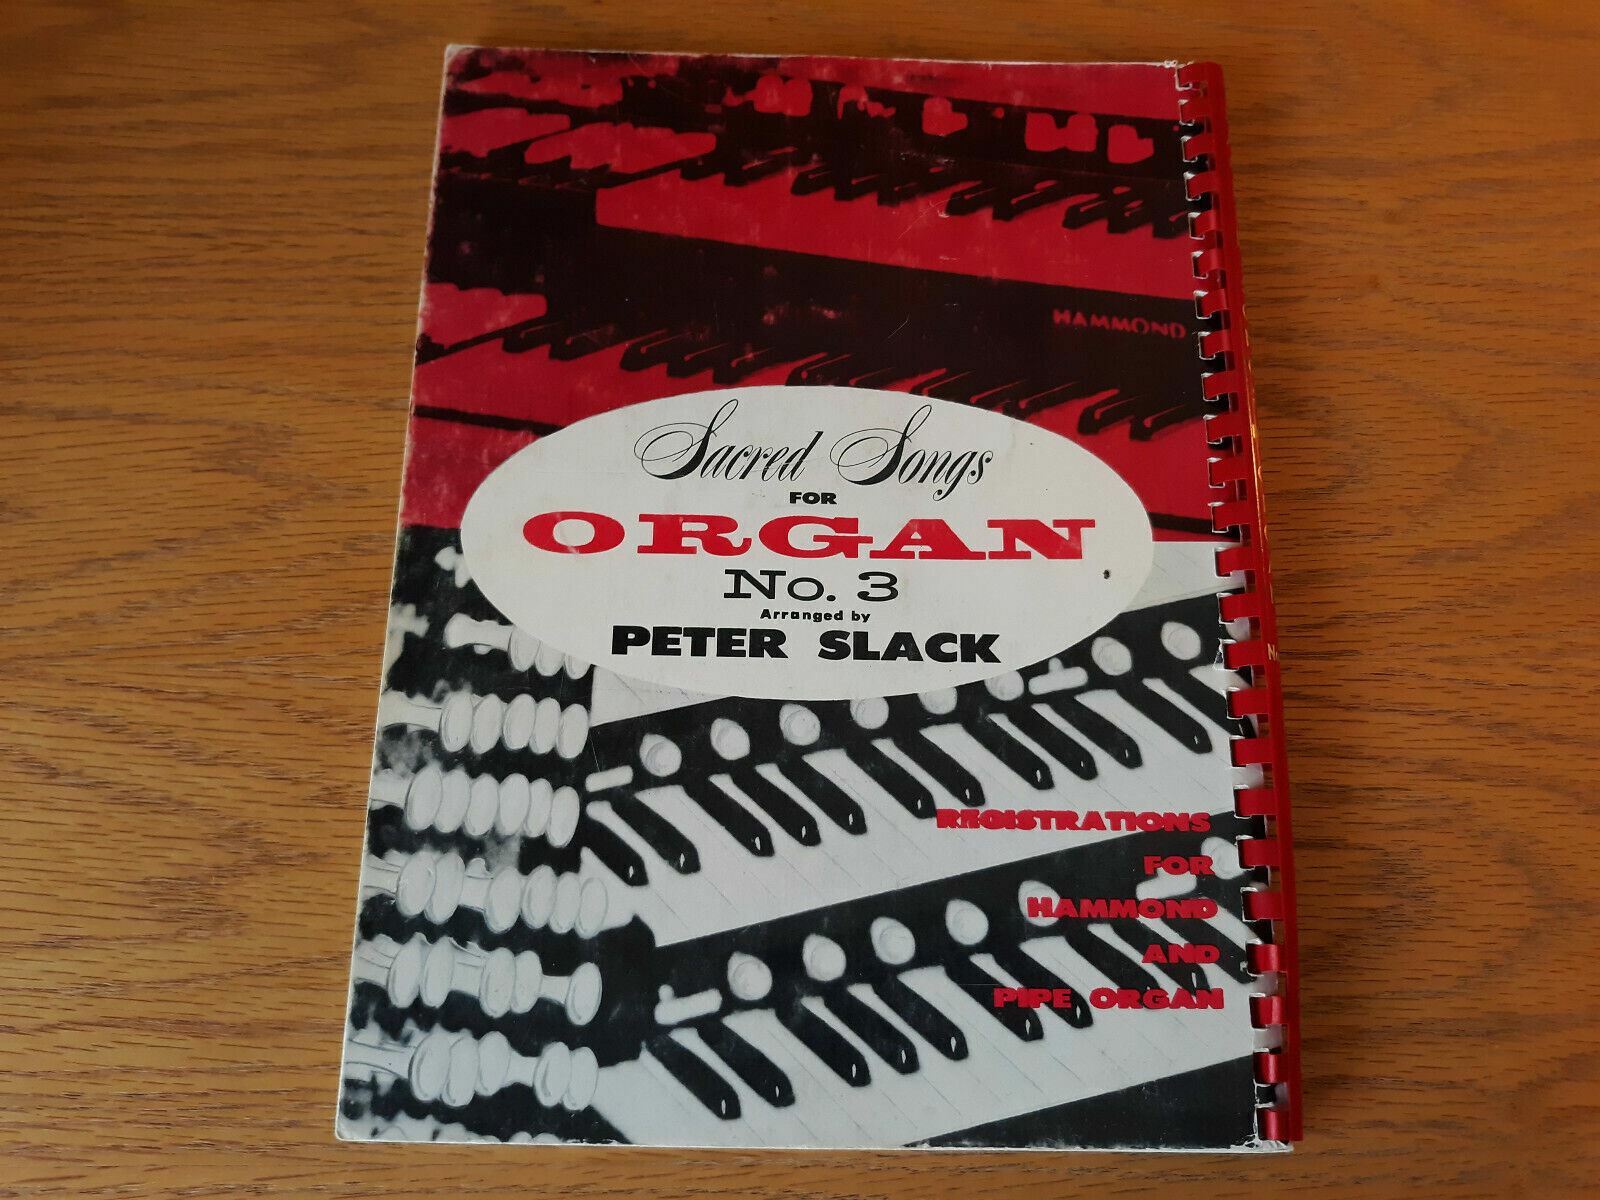 HAMMOND
Sacred Songs
FOR
ORGAN
No. 3
Arranged by
PETER SLACK
REGISTRATIONS
FOR
HAMMOND
AND
PIPE ORGAN